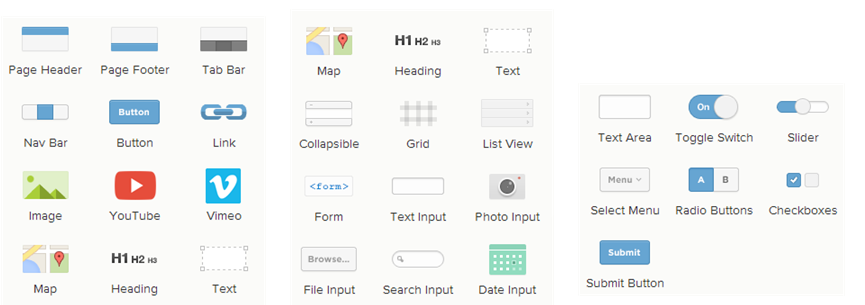 Page Header Page Footer Tab Bar
Button
Nav Bar Button Link
Image YouTube Vimeo
H1 H2 H3
Map Heading Text
H1 H2 H3
Map Heading Text
Collapsible Grid List View
<form>
Form Text Input Photo Input
Browse...
File Input Search Input Date Input
On
Text Area Toggle Switch Slider
Menu A B
Select Menu Radio Buttons Checkboxes
Submit
Submit Button